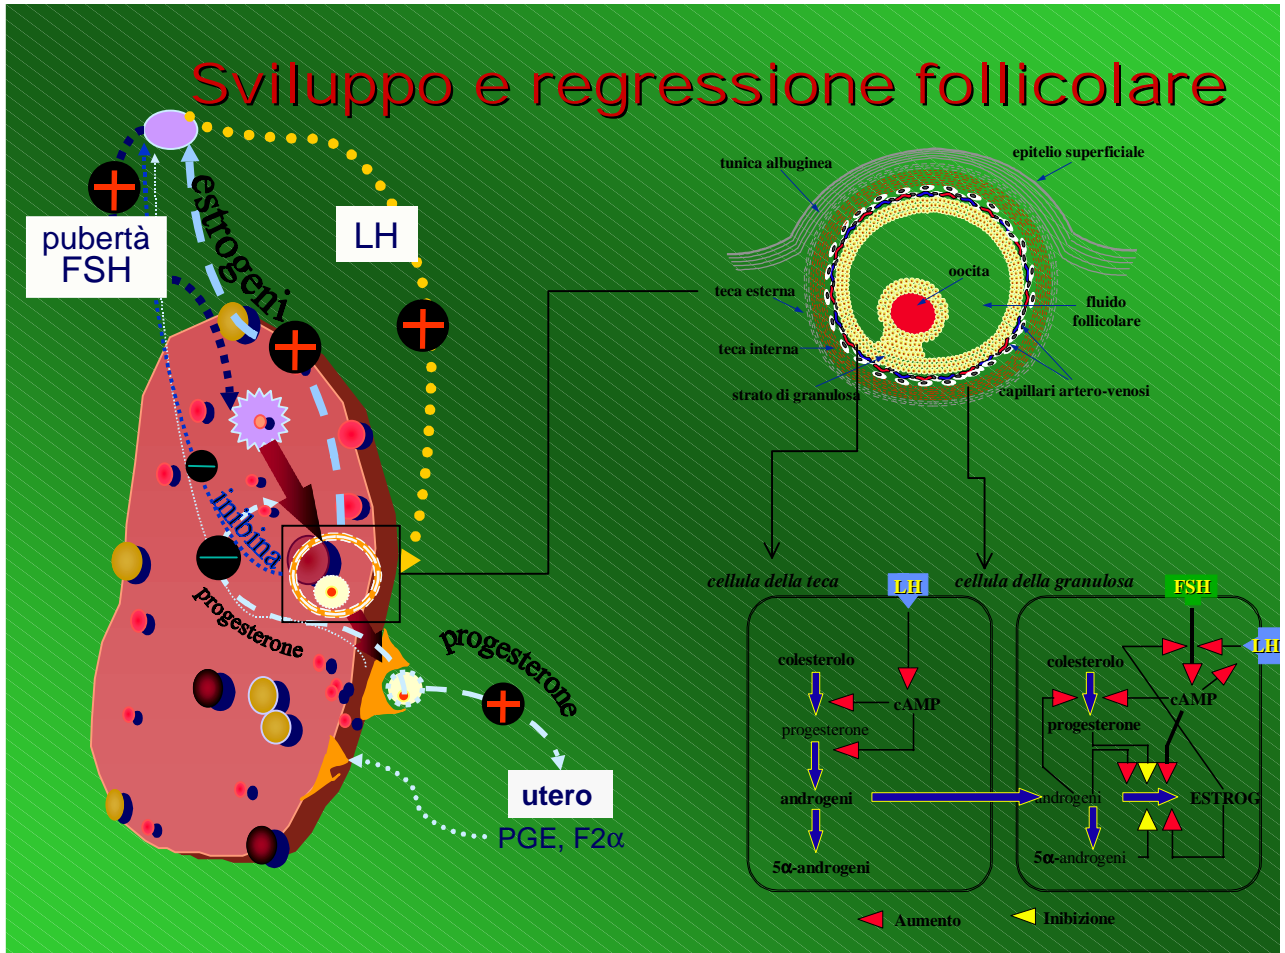 Sviluppo e regressione follicolare
pubertà
FSH
estrogeni
LH
inibina
progesterone
progesterone
utero
PGE, F2α
tunica albuginea
epitelio superficiale
teca esterna
oocita
fluido
follicolare
teca interna
strato di granulosa
capillari artero-venosi
cellula della teca
LH
colesterolo
cAMP
progesterone
androgeni
5α-androgeni
cellula della granulosa
FSH
LH
colesterolo
cAMP
progesterone
androgeni
ESTROG
5α-androgeni
Aumento
Inibizione